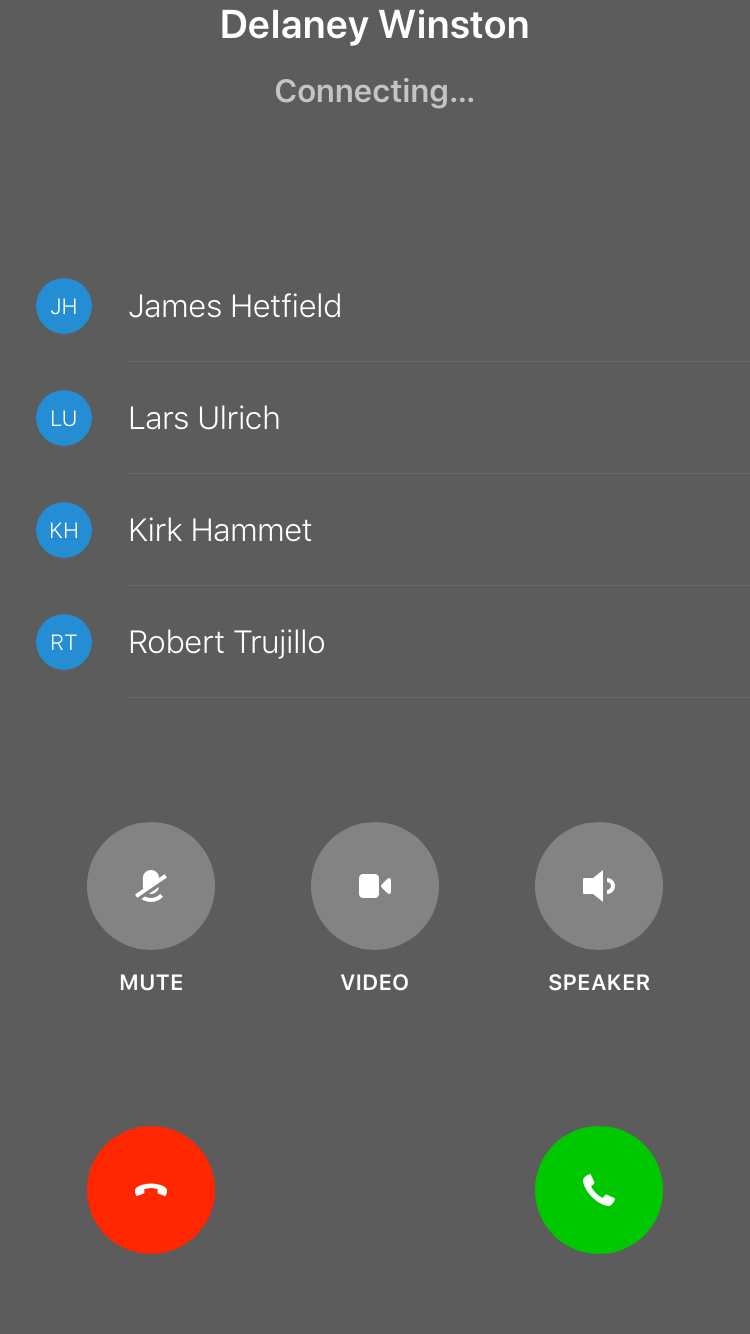 Delaney Winston
Connecting...
JH James Hetfield
LU Lars Ulrich
KH Kirk Hammet
RT Robert Trujillo
MUTE VIDEO SPEAKER